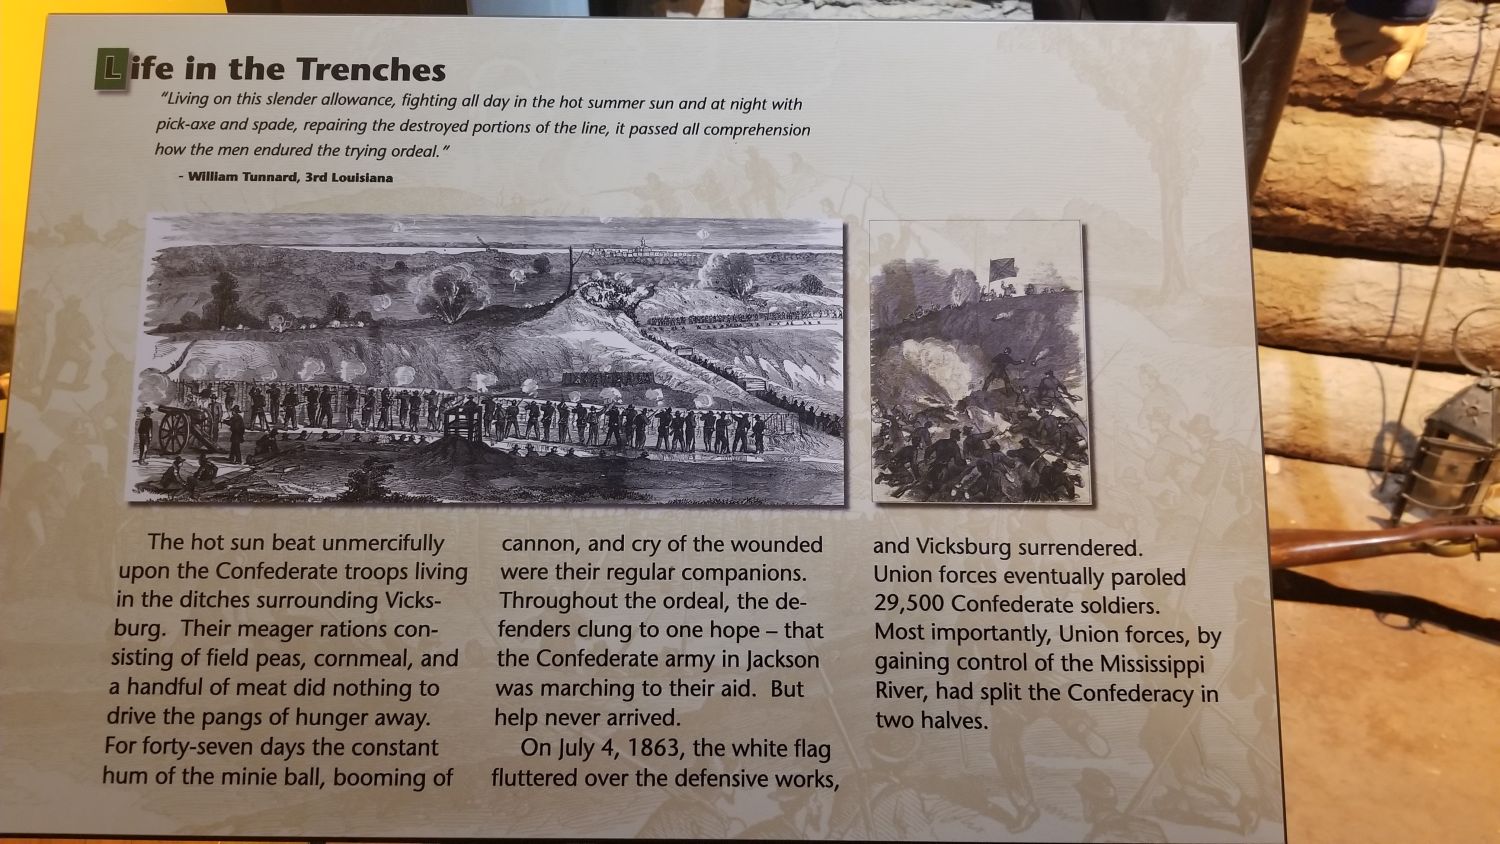 Life in the Trenches
"Living on this slender allowance, fighting all day in the hot summer sun and at night with
pick-axe and spade, repairing the destroyed portions of the line, it passed all comprehension
how the men endured the trying ordeal."
- William Tunnard, 3rd Louisiana
The hot sun beat unmercifully
upon the Confederate troops living
in the ditches surrounding Vicks-
burg. Their meager rations con-
sisting of field peas, cornmeal, and
a handful of meat did nothing to
drive the pangs of hunger away.
For forty-seven days the constant
hum of the minie ball, booming of
cannon, and cry of the wounded
were their regular companions.
Throughout the ordeal, the de-
fenders clung to one hope – that
the Confederate army in Jackson
was marching to their aid. But
help never arrived.
On July 4, 1863, the white flag
fluttered over the defensive works,
and Vicksburg surrendered.
Union forces eventually paroled
29,500 Confederate soldiers.
Most importantly, Union forces, by
gaining control of the Mississippi
River, had split the Confederacy in
two halves.